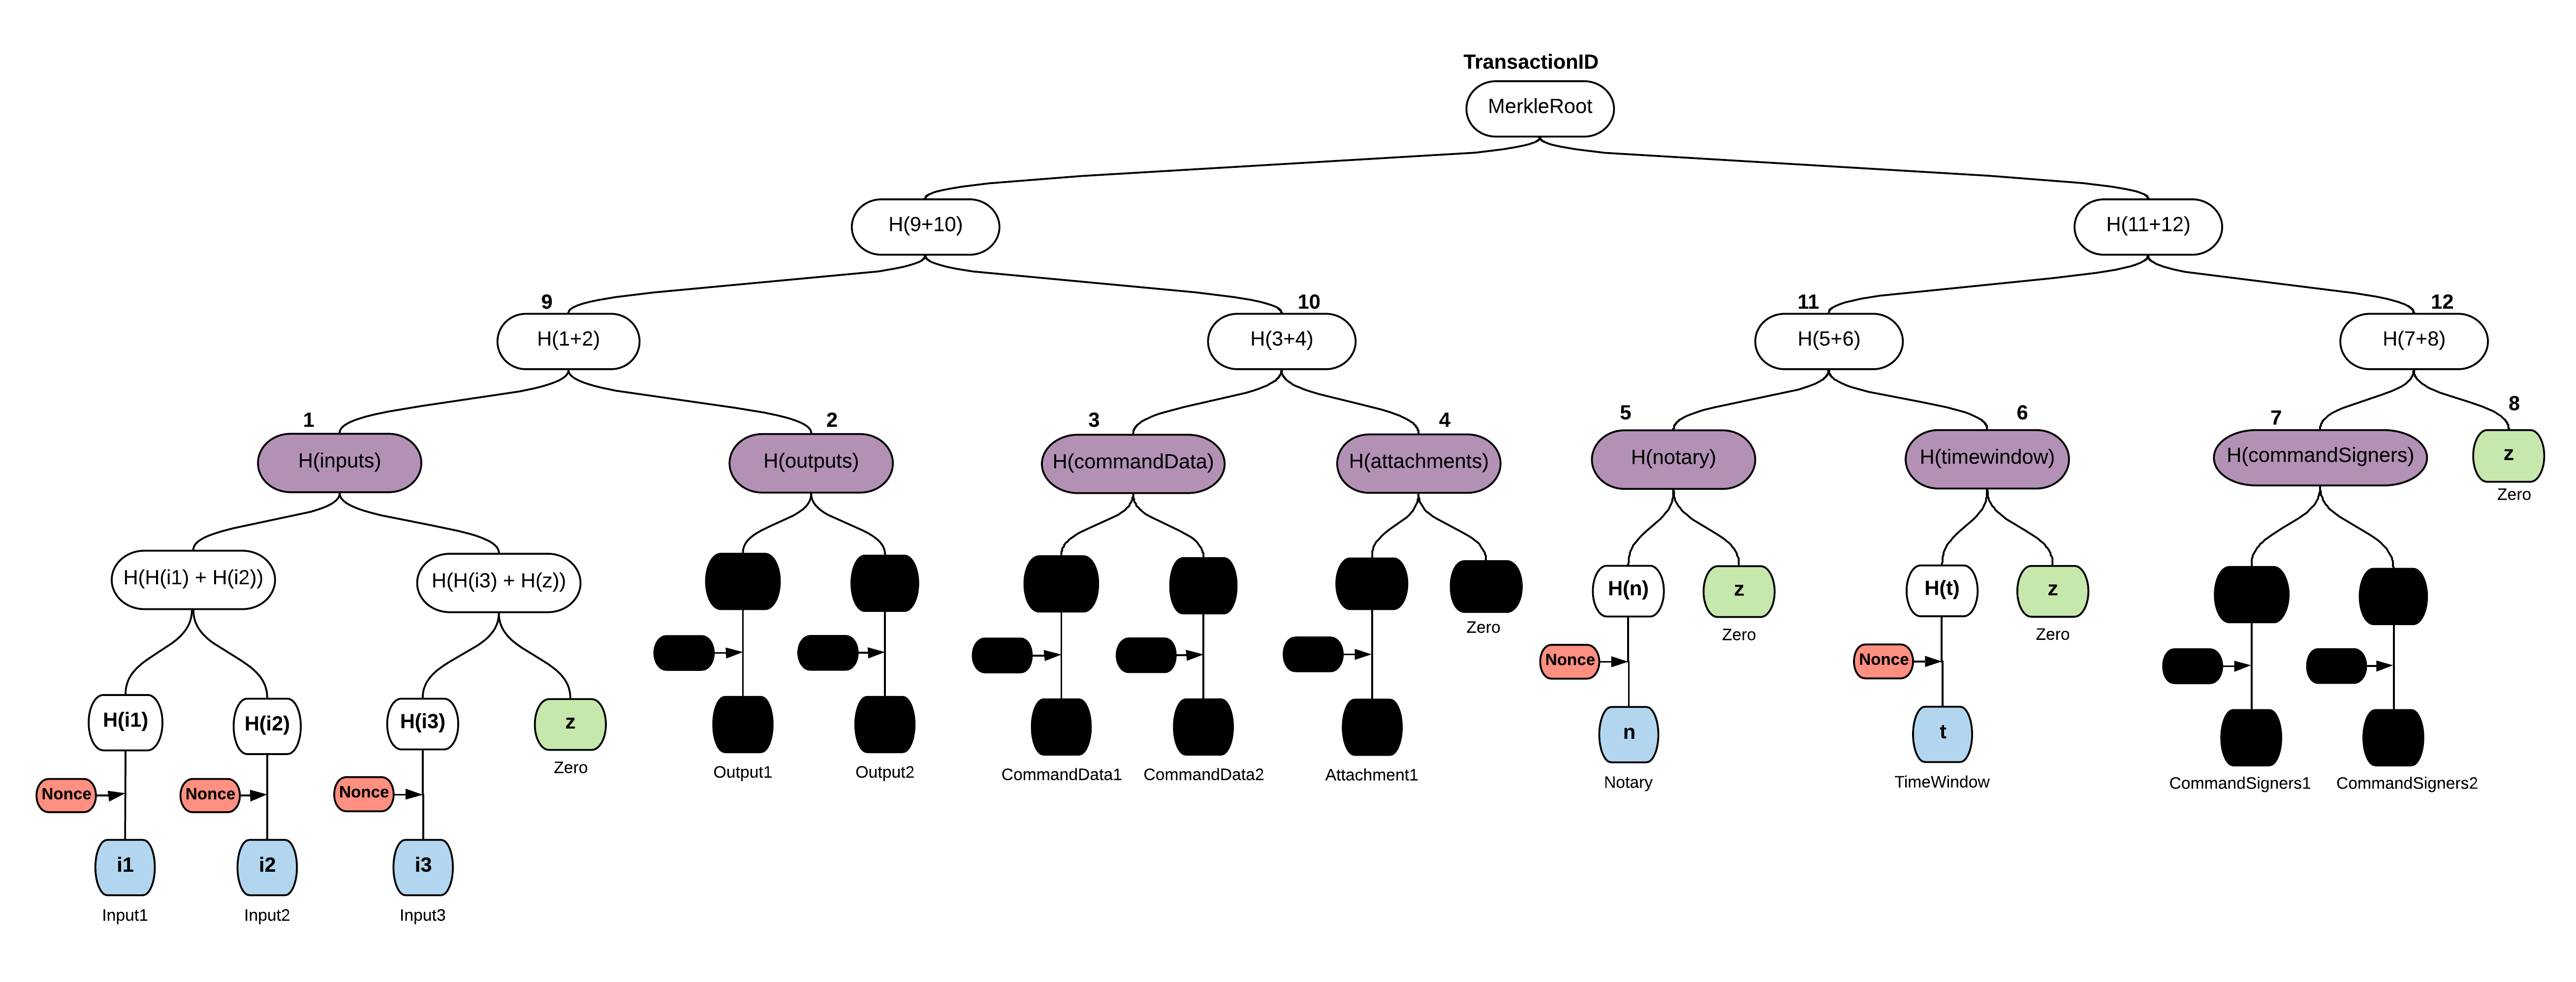 TransactionID
MerkleRoot
H(9+10)
H(11+12)
9
10
11
12
H(1+2)
H(3+4)
H(5+6)
H(7+8)
1
2
3
4
5
6
7
8
H(inputs)
H(outputs)
H(commandData)
H(attachments)
H(notary)
H(timewindow)
H(commandSigners)
z
Zero
H(H(i1) + H(i2))
H(H(i3) + H(z))
H(n)
z
H(t)
z
Zero
Zero
Zero
Nonce
Nonce
H(i1)
H(i2)
H(i3)
z
n
t
Zero
Output1
Output2
CommandData1
CommandData2
Attachment1
Notary
TimeWindow
CommandSigners1
CommandSigners2
Nonce
Nonce
Nonce
i1
i2
i3
Input1
Input2
Input3